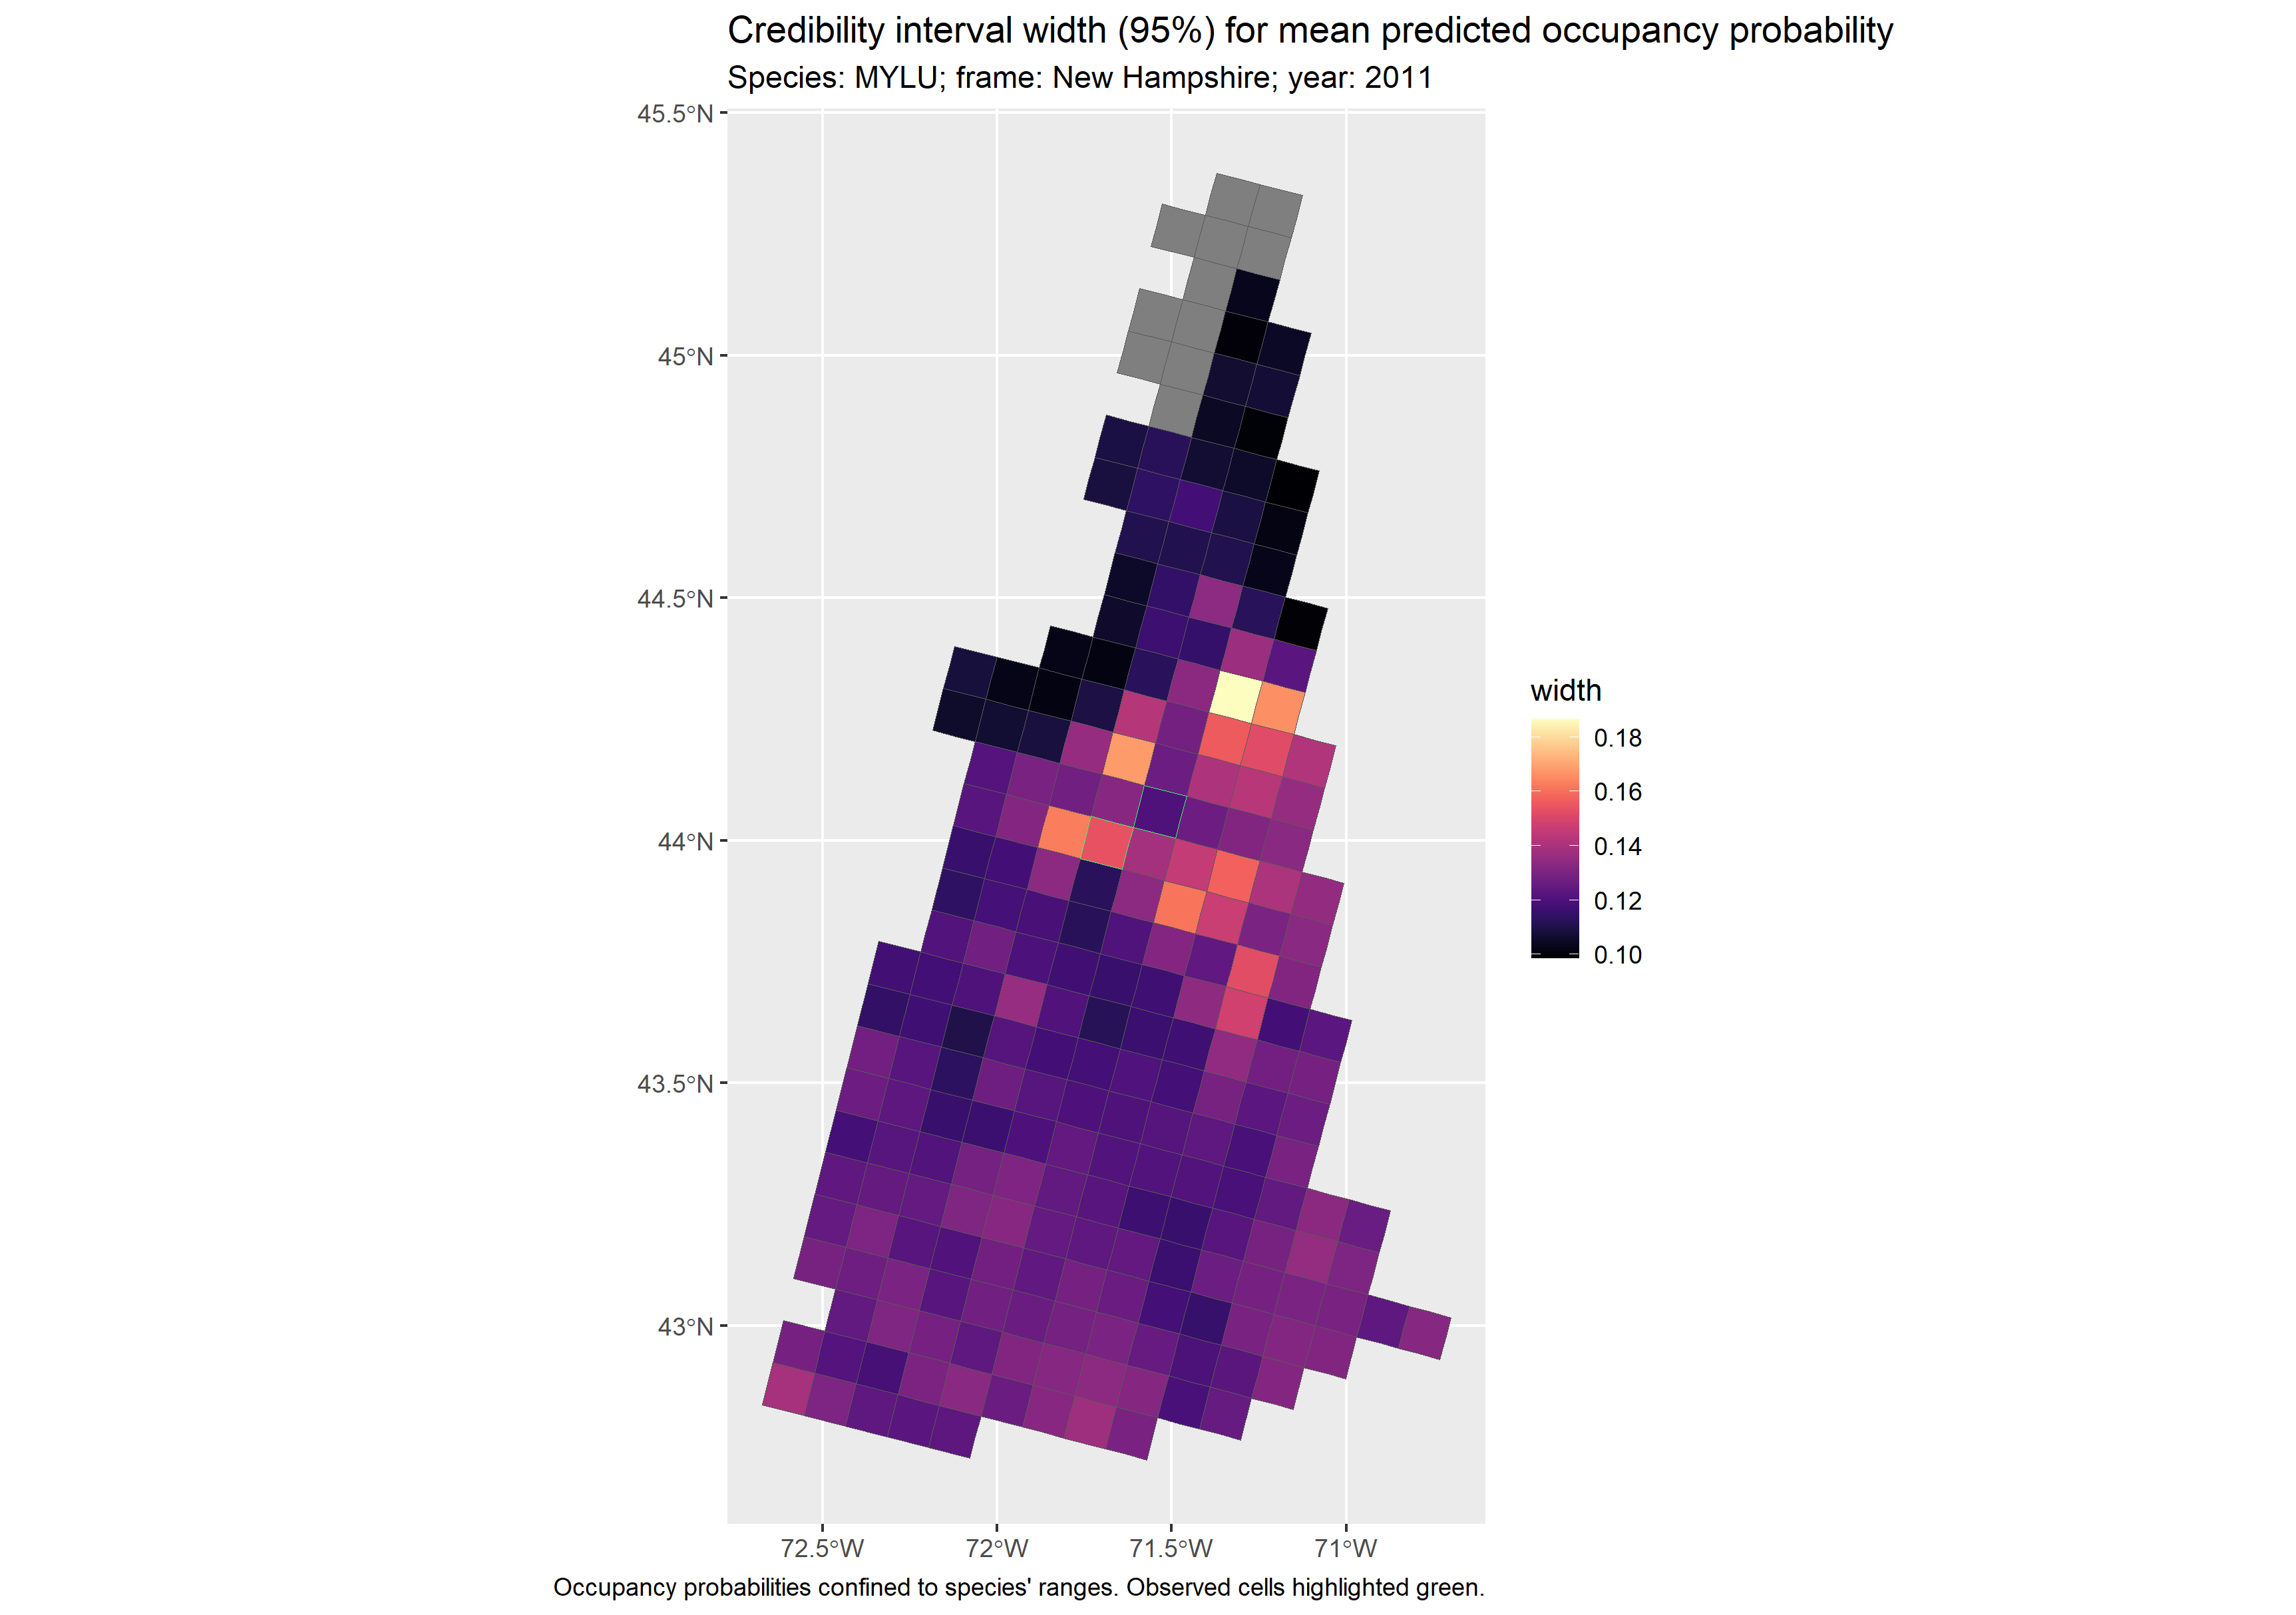 Credibility interval width (95%) for mean predicted occupancy probability
Species: MYLU; frame: New Hampshire; year: 2011
45.5°N
45°N
44.5°N
44°N
43.5°N
43°N
72.5°W
72°W
71.5°W
71°W
width
0.18
0.16
0.14
0.12
0.10
Occupancy probabilities confined to species' ranges. Observed cells highlighted green.